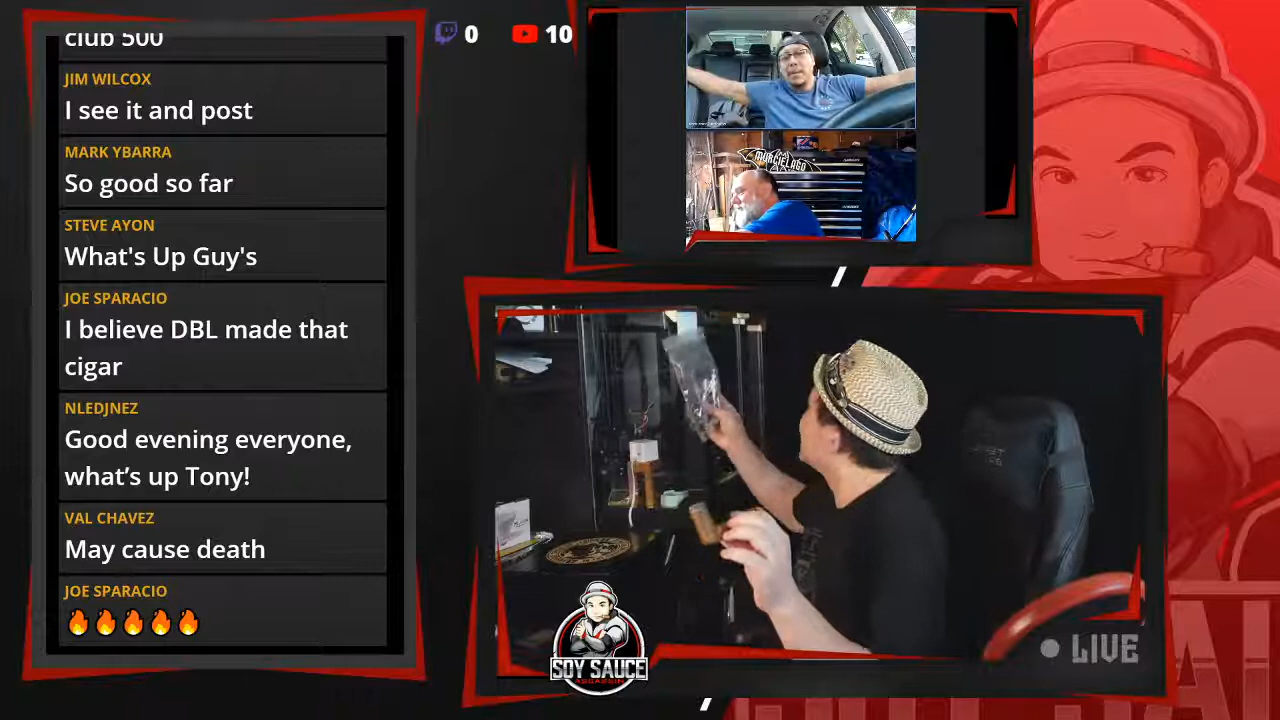 club 500
JIM WILCOX
I see it and post
MARK YBARRA
So good so far
STEVE AYON
What's Up Guy's
JOE SPARACIO
I believe DBL made that
cigar
NLEDJNEZ
Good evening everyone,
what's up Tony!
VAL CHAVEZ
May cause death
JOE SPARACIO
0
10
MURCIELAGO
SOY SAUCE
ASSASSIN
LIVE